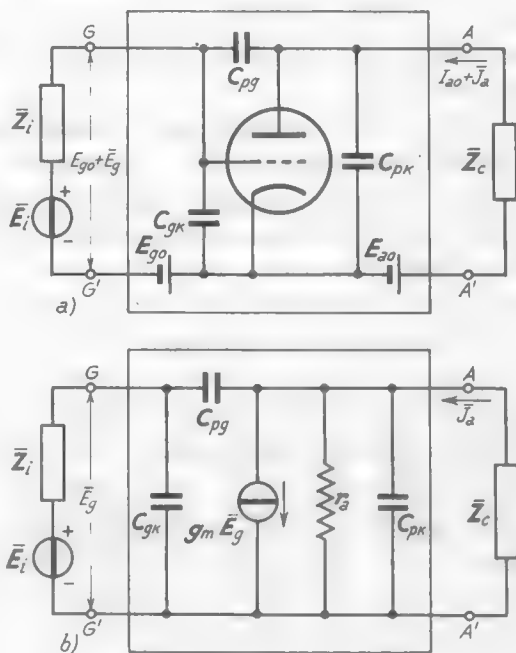 G
A
C_pg
I_ao + J̄_a
Z̄_i
E_go + Ē_g
C_pk
Z̄_c
+
Ē_i
-
C_gk
E_go
E_ao
G'
A'
a)
G
A
C_pg
J̄_a
Z̄_i
Ē_g
C_gk
g_m Ē_g
r_a
C_pk
Z̄_c
+
Ē_i
-
G'
A'
b)